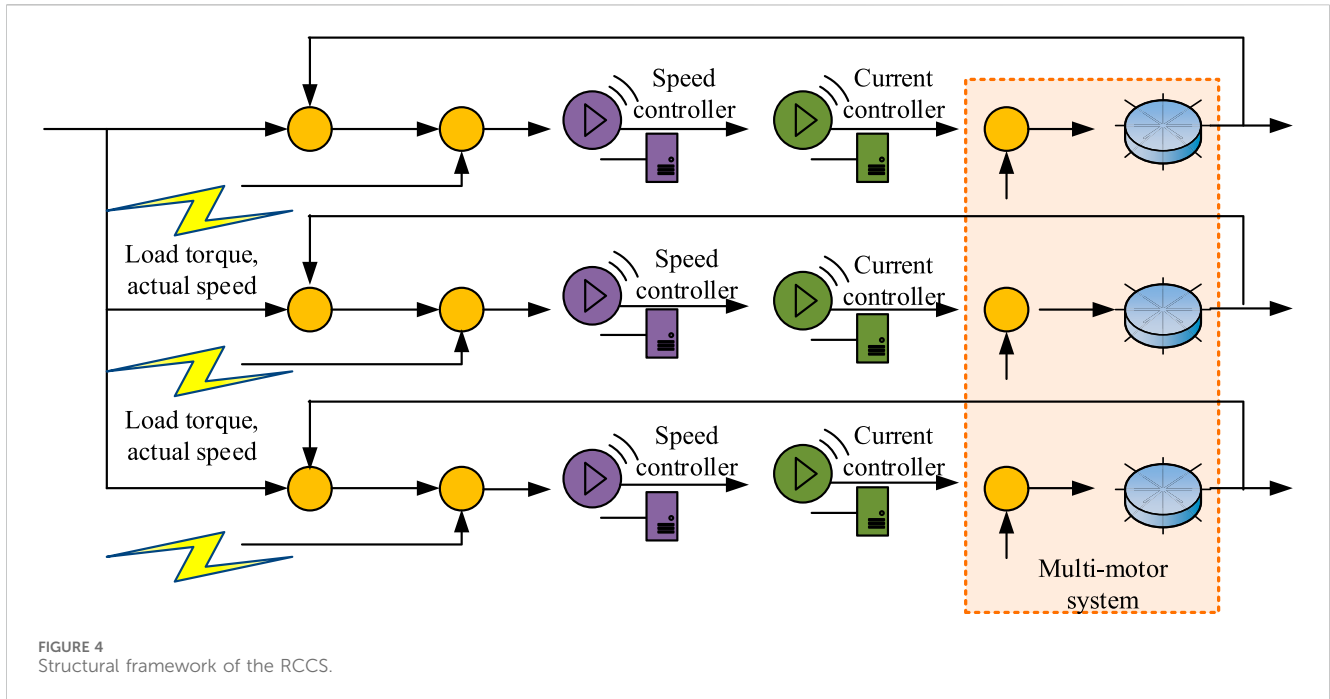 Speed
controller
Current
controller
Load torque,
actual speed
Speed
controller
Current
controller
Load torque,
actual speed
Speed
controller
Current
controller
Multi-motor
system
FIGURE 4
Structural framework of the RCCS.